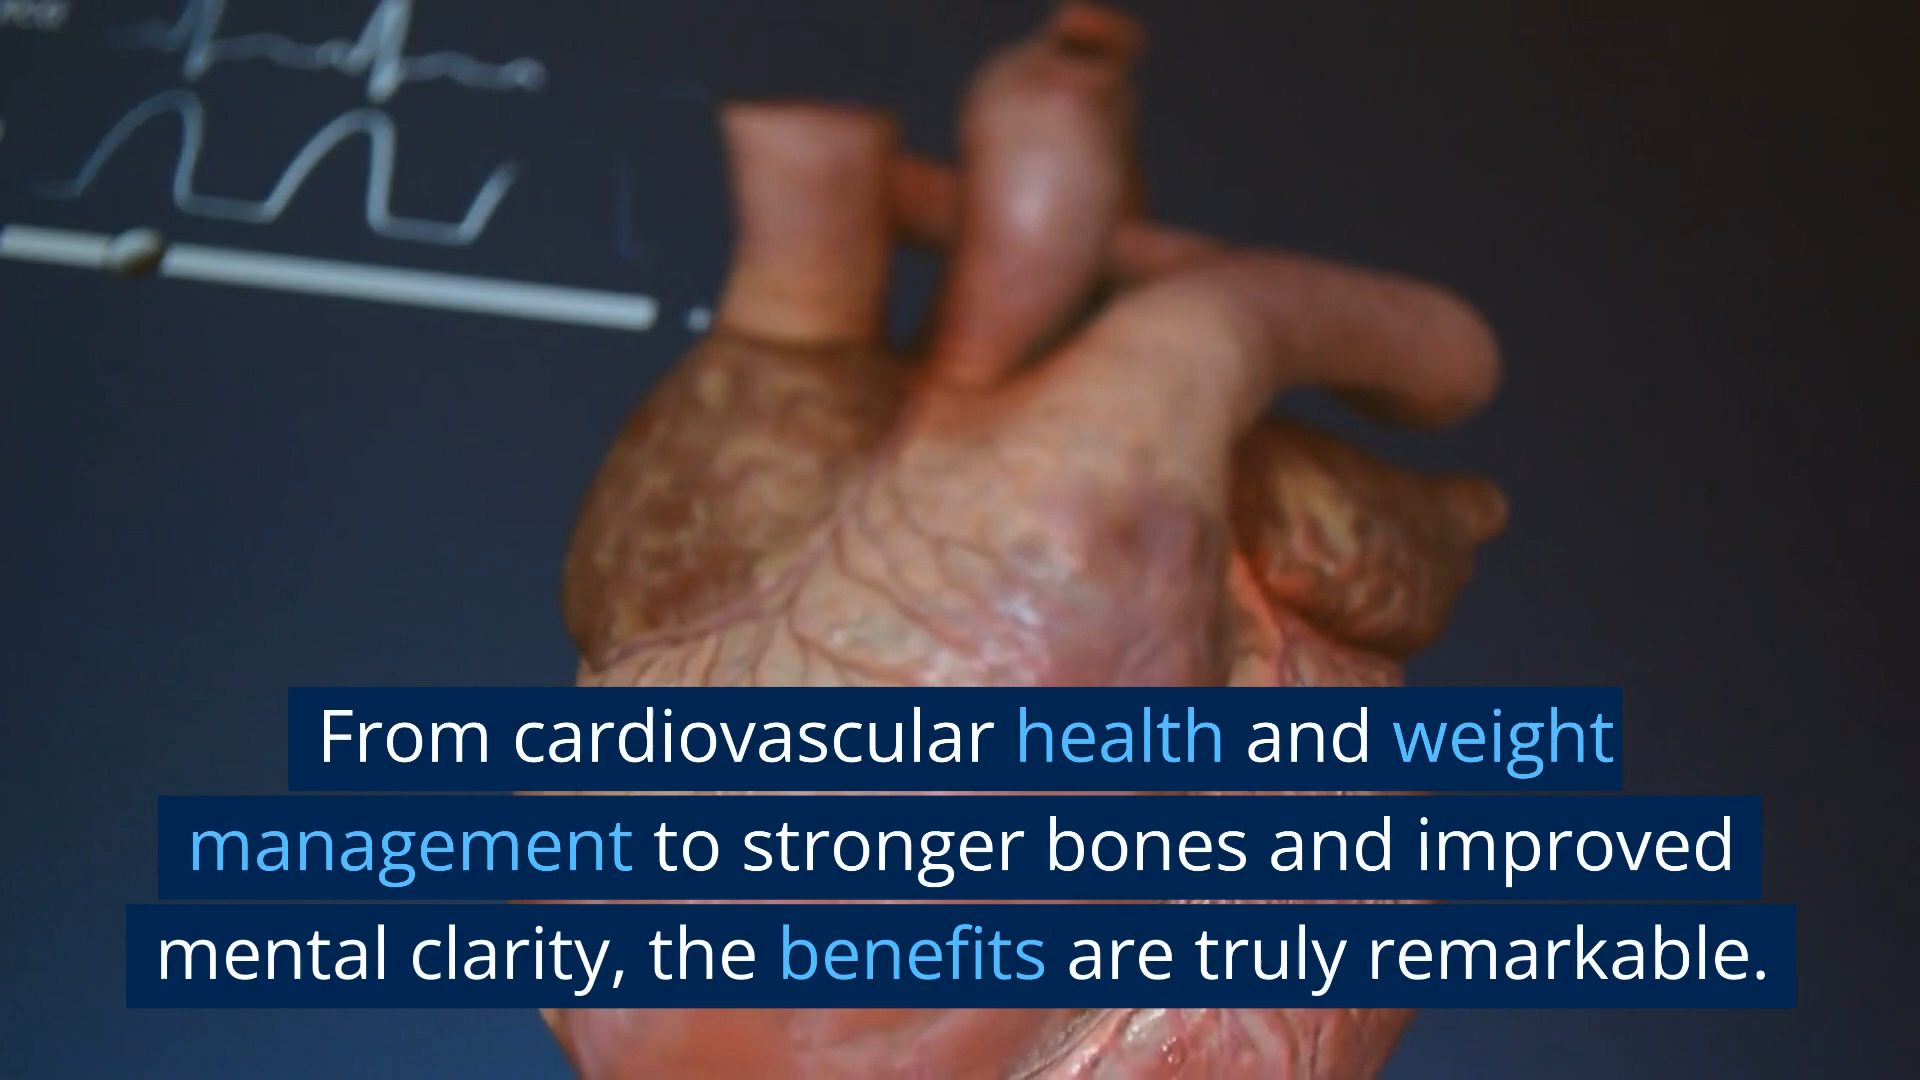 From cardiovascular health and weight
management to stronger bones and improved
mental clarity, the benefits are truly remarkable.